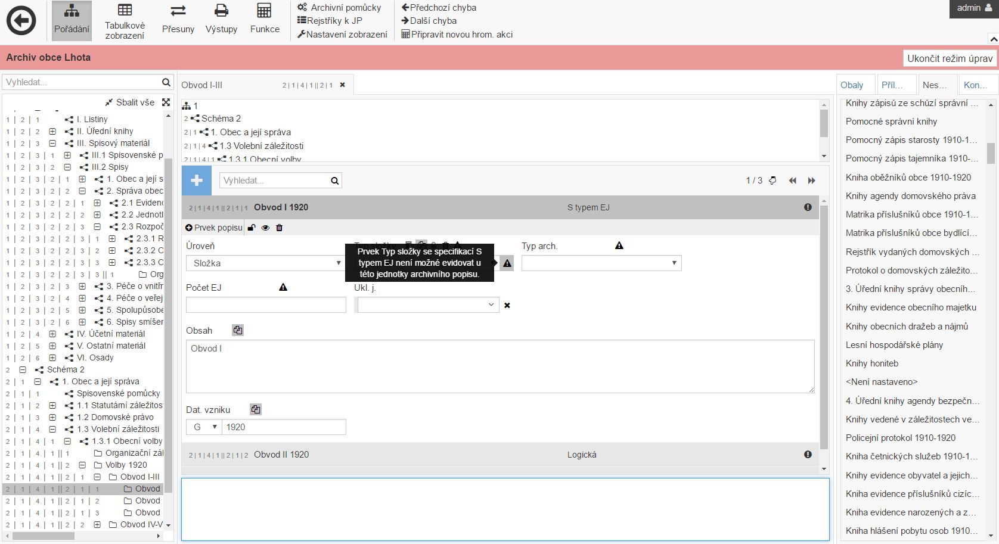 Pořádání
Tabulkové
zobrazení
Přesuny
Výstupy
Funkce
Archivní pomůcky
Rejstříky k JP
Nastavení zobrazení
Předchozí chyba
Další chyba
Připravit novou hrom. akci
admin
Archiv obce Lhota
Ukončit režim úprav
Vyhledat...
Sbalit vše
1 | 2 | 1 I. Listiny
1 | 2 | 2 II. Úřední knihy
1 | 2 | 3 III. Spisový materiál
1 | 2 | 3 | 1 III.1 Spisovenské p
1 | 2 | 3 | 2 III.2 Spisy
1 | 2 | 3 | 2 | 1 1. Obec a její s
1 | 2 | 3 | 2 | 2 2. Správa obec
1 | 2 | 3 | 2 | 2 | 1 2.1 Evidenc
1 | 2 | 3 | 2 | 2 | 2 2.2 Jednotl
1 | 2 | 3 | 2 | 2 | 3 2.3 Rozpoč
1 | 2 | 3 | 2 | 2 | 3 | 1 2.3.1 R
1 | 2 | 3 | 2 | 2 | 3 | 2 2.3.2 O
1 | 2 | 3 | 2 | 2 | 3 | 3 2.3.3 O
1 | 2 | 3 | 2 | 2 | 3 | 3 || 1 Org
1 | 2 | 3 | 2 | 3 3. Péče o vnitřn
1 | 2 | 3 | 2 | 4 4. Péče o veřej
1 | 2 | 3 | 2 | 5 5. Spolupůsobe
1 | 2 | 3 | 2 | 6 6. Spisy smíšen
1 | 2 | 4 IV. Účetní materiál
1 | 2 | 5 V. Ostatní materiál
1 | 2 | 6 VI. Osady
2 Schéma 2
2 | 1 1. Obec a její správa
2 | 1 | 1 Spisovenské pomůcky
2 | 1 | 2 1.1 Statutární záležitos
2 | 1 | 3 1.2 Domovské právo
2 | 1 | 4 1.3 Volební záležitosti
2 | 1 | 4 | 1 1.3.1 Obecní volby
2 | 1 | 4 | 1 || 1 Organizační zál
2 | 1 | 4 | 1 || 2 Volby 1920
2 | 1 | 4 | 1 || 2 | 1 Obvod I-III
2 | 1 | 4 | 1 || 2 | 1 | 1 Obvod
2 | 1 | 4 | 1 || 2 | 1 | 2 Obvod
2 | 1 | 4 | 1 || 2 | 1 | 3 Obvod
2 | 1 | 4 | 1 || 2 | 2 Obvod IV-V
Obvod I-III 2 | 1 | 4 | 1 || 2 | 1
1
2 Schéma 2
2 | 1 1. Obec a její správa
2 | 1 | 4 1.3 Volební záležitosti
2 | 1 | 4 | 1 1.3.1 Obecní volby
Vyhledat...
1 / 3
2 | 1 | 4 | 1 || 2 | 1 | 1 Obvod I 1920 S typem EJ
Prvek popisu
Úroveň
Typ složky
Typ arch.
Složka
Prvek Typ složky se specifikací S
typem EJ není možné evidovat u
této jednotky archivního popisu.
Počet EJ
Ukl. j.
Obsah
Obvod I
Dat. vzniku
G 1920
2 | 1 | 4 | 1 || 2 | 1 | 2 Obvod II 1920 Logická
Obaly
Příl...
Nes...
Kon...
Knihy zápisů ze schůzí správní ...
Pomocné správní knihy
Pomocný zápis starosty 1910-1...
Pomocný zápis tajemníka 1910-...
Kniha oběžníků obce 1910-1920
Knihy agendy domovského práva
Matrika příslušníků obce 1910-1...
Matrika příslušníků obce bydlící...
Rejstřík vydaných domovských ...
Protokol o domovských záležito...
3. Úřední knihy správy obecníh...
Knihy evidence obecního majetku
Knihy obecních dražeb a nájmů
Lesní hospodářské plány
Knihy honiteb
<Není nastaveno>
4. Úřední knihy agendy bezpečn...
Knihy vedené v záležitostech ve...
Policejní protokol 1910-1920
Kniha četnických služeb 1910-1...
Knihy evidence obyvatel a jejich...
Kniha evidence příslušníků cizíc...
Kniha evidence narozených a z...
Kniha hlášení pobytu osob 1910...